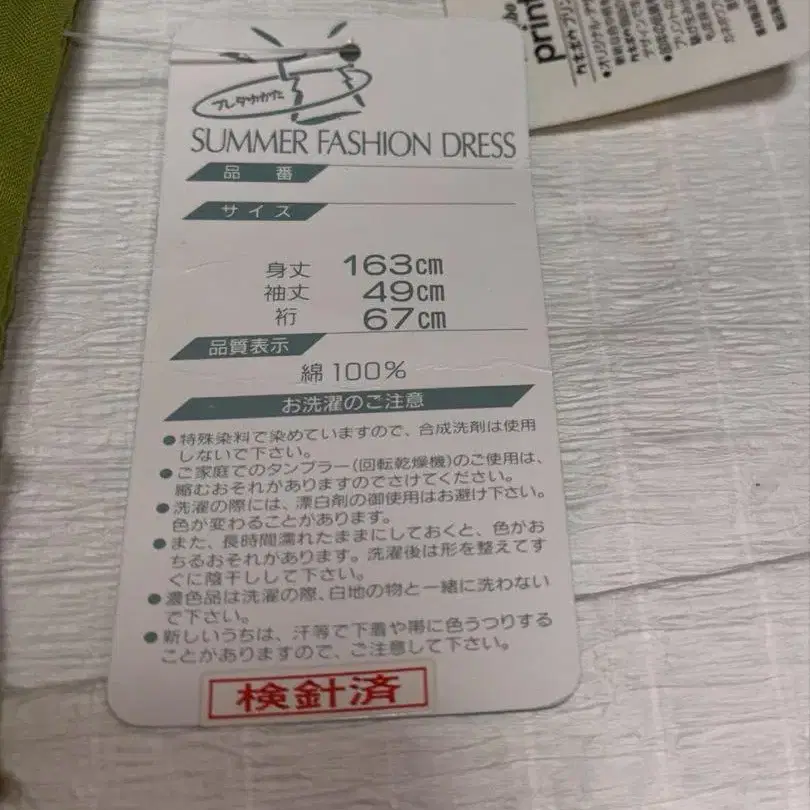 プレタゆかた
SUMMER FASHION DRESS
品 番
サイズ
身丈 163cm
袖丈 49cm
裄 67cm
品質表示
綿100%
お洗濯のご注意
●特殊染料で染めていますので、合成洗剤は使用
しないで下さい。
●ご家庭でのタンブラー(回転乾燥機)のご使用は、
縮むおそれがありますのでさけてください。
●洗濯の際には、漂白剤の御使用はお避け下さい。
色が変わることがあります。
●また、長時間濡れたままにしておくと、色がお
ちるおそれがあります。洗濯後は形を整えてす
ぐに陰干しして下さい。
●濃色品は洗濯の際、白地の物と一緒に洗わない
で下さい。
●新しいうちは、汗等で下着や帯に色うつりする
ことがありますので、ご注意して下さい。
検針済
print
カネボウプリン